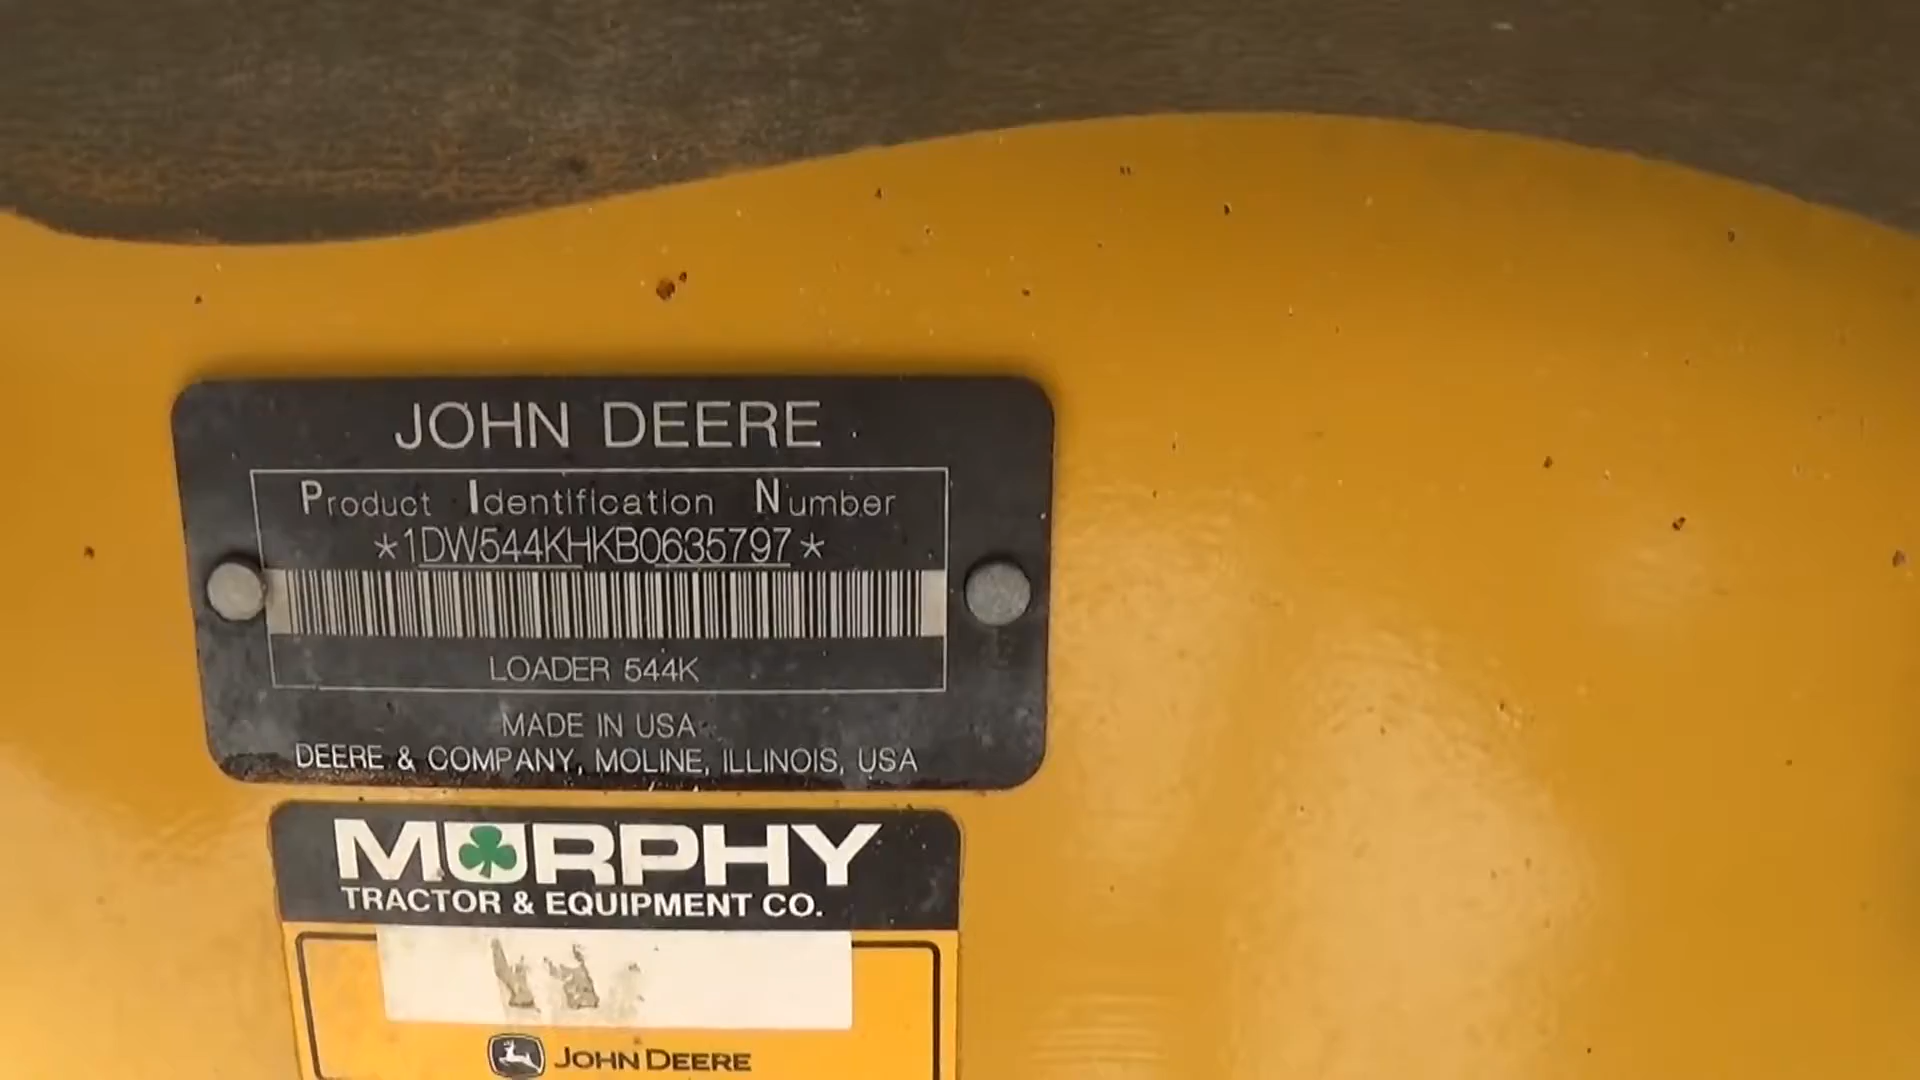 JOHN DEERE
Product Identification Number
*1DW544KHKB0635797*
LOADER 544K
MADE IN USA
DEERE & COMPANY, MOLINE, ILLINOIS, USA
MURPHY
TRACTOR & EQUIPMENT CO.
JOHN DEERE